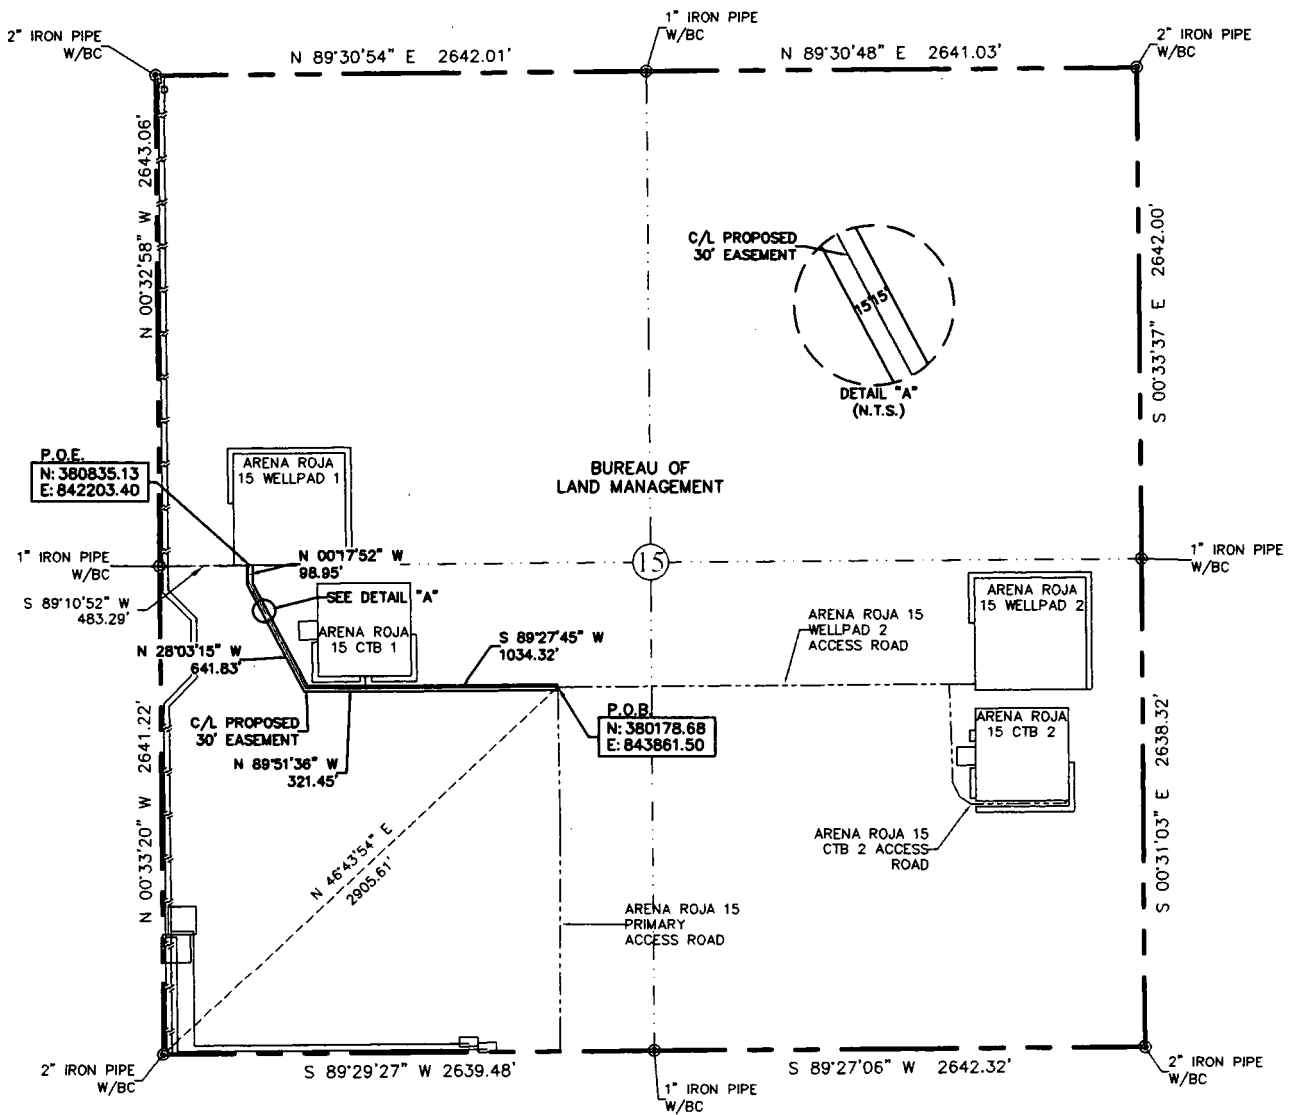 2" IRON PIPE
W/BC
N 89°30'54" E 2642.01'
1" IRON PIPE
W/BC
N 89°30'48" E 2641.03'
2" IRON PIPE
W/BC
N 00°32'58" W 2643.06'
S 00°33'37" E 2642.00'
C/L PROPOSED
30' EASEMENT
15'
15'
DETAIL "A"
(N.T.S.)
P.O.E.
N: 380835.13
E: 842203.40
ARENA ROJA
15 WELLPAD 1
BUREAU OF
LAND MANAGEMENT
1" IRON PIPE
W/BC
N 00°17'52" W
98.95'
15
1" IRON PIPE
W/BC
S 89°10'52" W
483.29'
SEE DETAIL "A"
ARENA ROJA
15 CTB 1
N 28°03'15" W
641.83'
S 89°27'45" W
1034.32'
ARENA ROJA 15
WELLPAD 2
ACCESS ROAD
ARENA ROJA
15 WELLPAD 2
C/L PROPOSED
30' EASEMENT
N 89°51'36" W
321.45'
P.O.B.
N: 380178.68
E: 843861.50
ARENA ROJA
15 CTB 2
N 00°33'20" W 2641.22'
S 00°31'03" E 2638.32'
ARENA ROJA 15
CTB 2 ACCESS
ROAD
N 46°43'54" E
2905.61'
ARENA ROJA 15
PRIMARY
ACCESS ROAD
2" IRON PIPE
W/BC
S 89°29'27" W 2639.48'
1" IRON PIPE
W/BC
S 89°27'06" W 2642.32'
2" IRON PIPE
W/BC